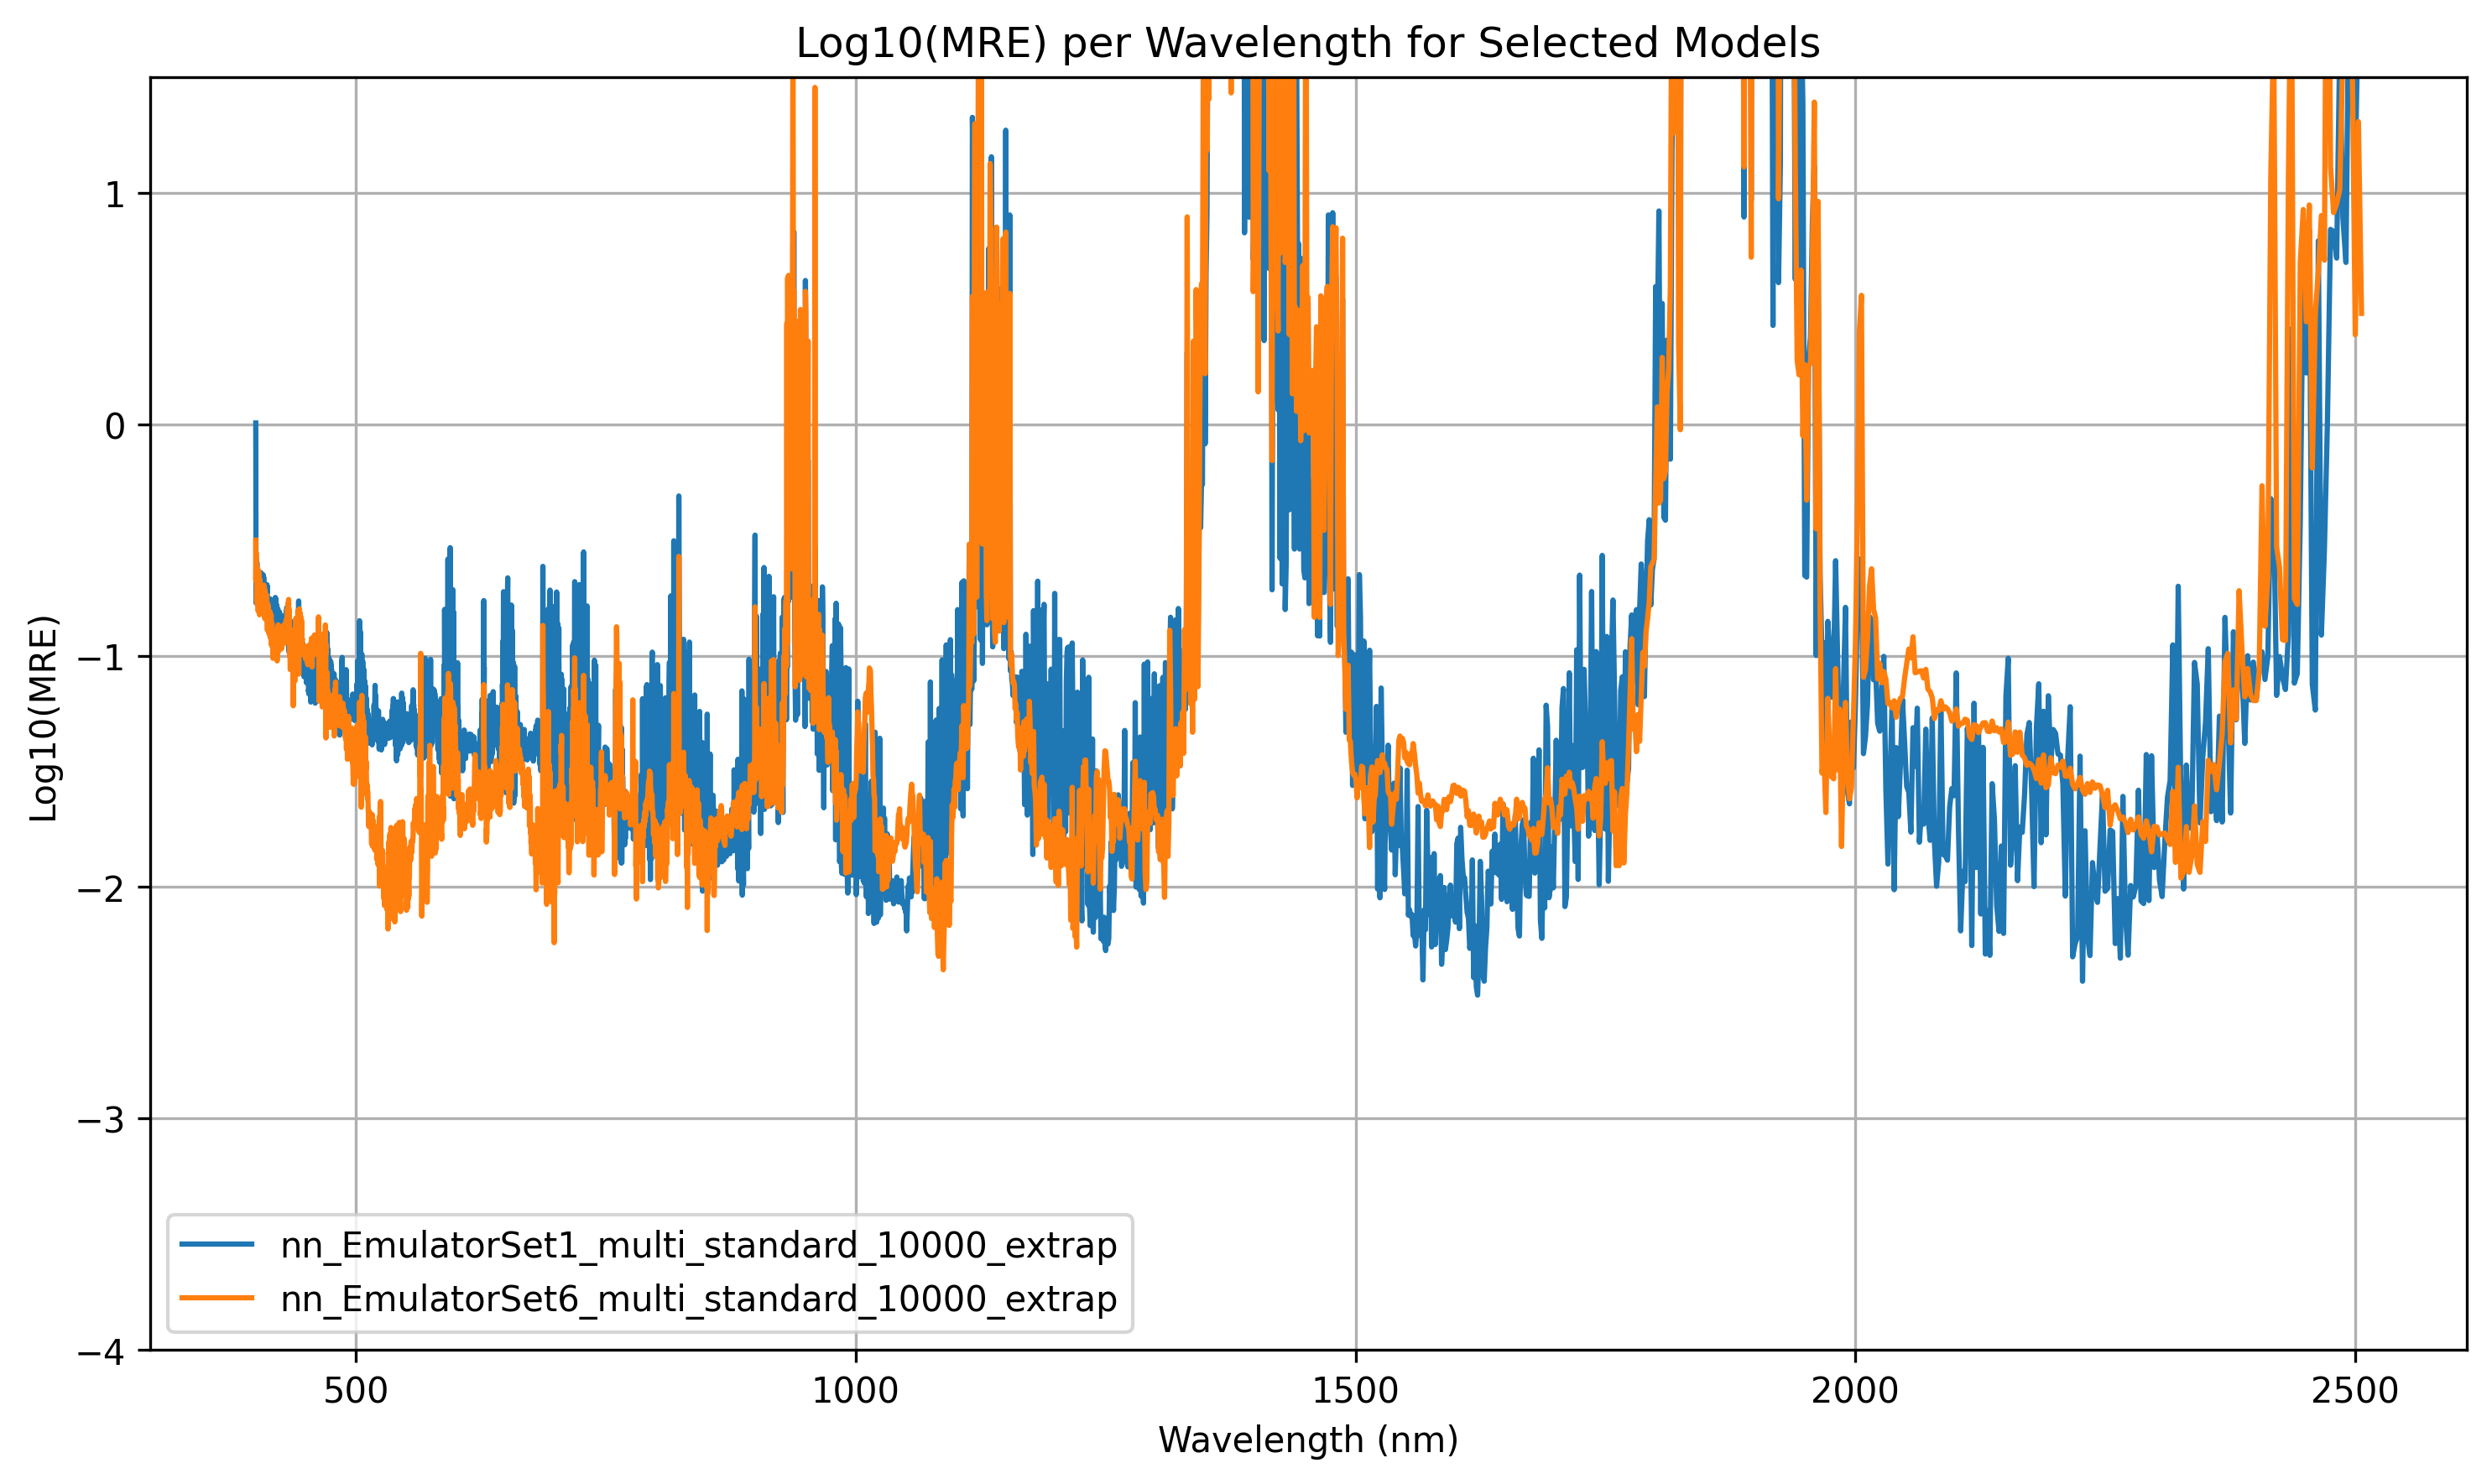 Log10(MRE) per Wavelength for Selected Models
Log10(MRE)
1
0
−1
−2
−3
−4
nn_EmulatorSet1_multi_standard_10000_extrap
nn_EmulatorSet6_multi_standard_10000_extrap
500 1000 1500 2000 2500
Wavelength (nm)